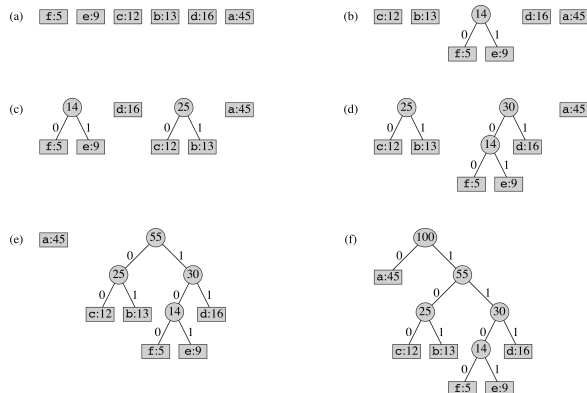 (a) f:5 e:9 c:12 b:13 d:16 a:45
(b) c:12 b:13 14 d:16 a:45
0 1
f:5 e:9
(c) 14 d:16 25 a:45
0 1 0 1
f:5 e:9 c:12 b:13
(d) 25 30 a:45
0 1 0 1
c:12 b:13 14 d:16
0 1
f:5 e:9
(e) a:45 55
0 1
25 30
0 1 0 1
c:12 b:13 14 d:16
0 1
f:5 e:9
(f) 100
0 1
a:45 55
0 1
25 30
0 1 0 1
c:12 b:13 14 d:16
0 1
f:5 e:9